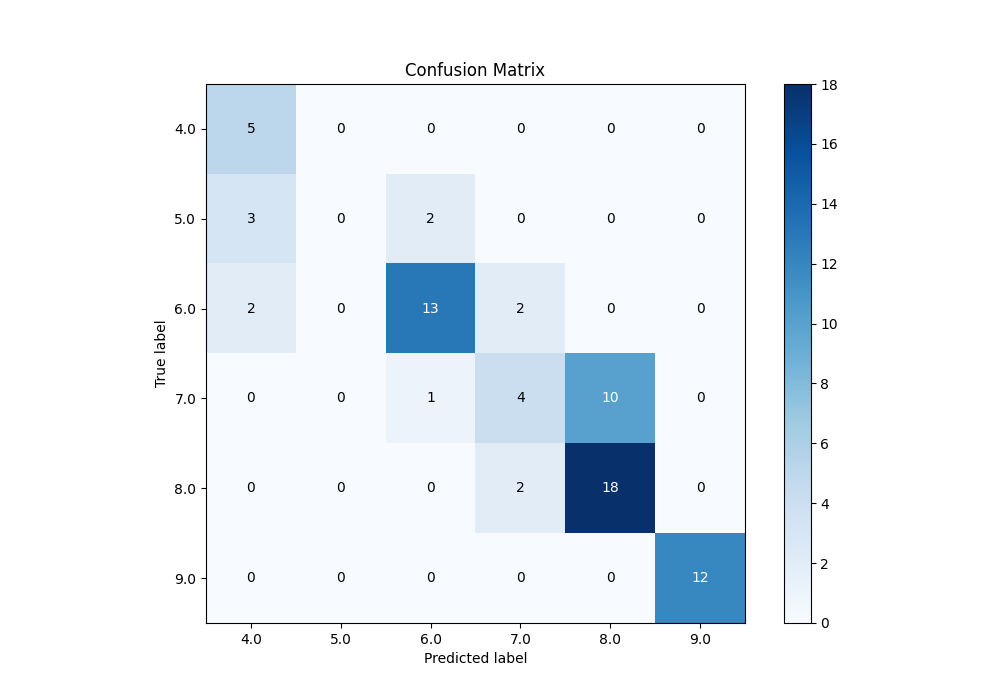 Confusion Matrix
4.0 5 0 0 0 0 0
5.0 3 0 2 0 0 0
6.0 2 0 13 2 0 0
7.0 0 0 1 4 10 0
8.0 0 0 0 2 18 0
9.0 0 0 0 0 0 12
4.0 5.0 6.0 7.0 8.0 9.0
Predicted label
True label
18
16
14
12
10
8
6
4
2
0